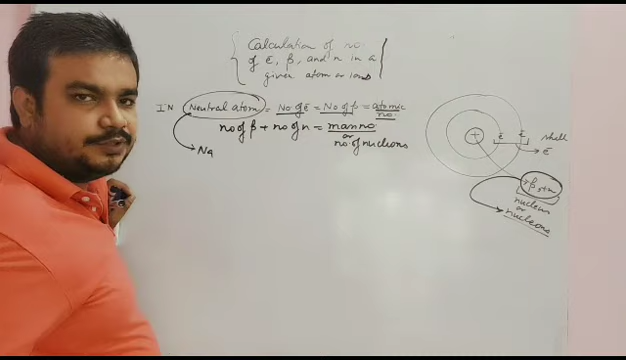 Calculation of no
of ē, p̄, and n in a
given atom or ions
IN Neutral atom = No of ē = No of p̄ = atomic no.
no of p̄ + no of n = mass no
or
no. of nucleons
Na
+
ē ē shell
→ ē
nucleus
or
nucleons